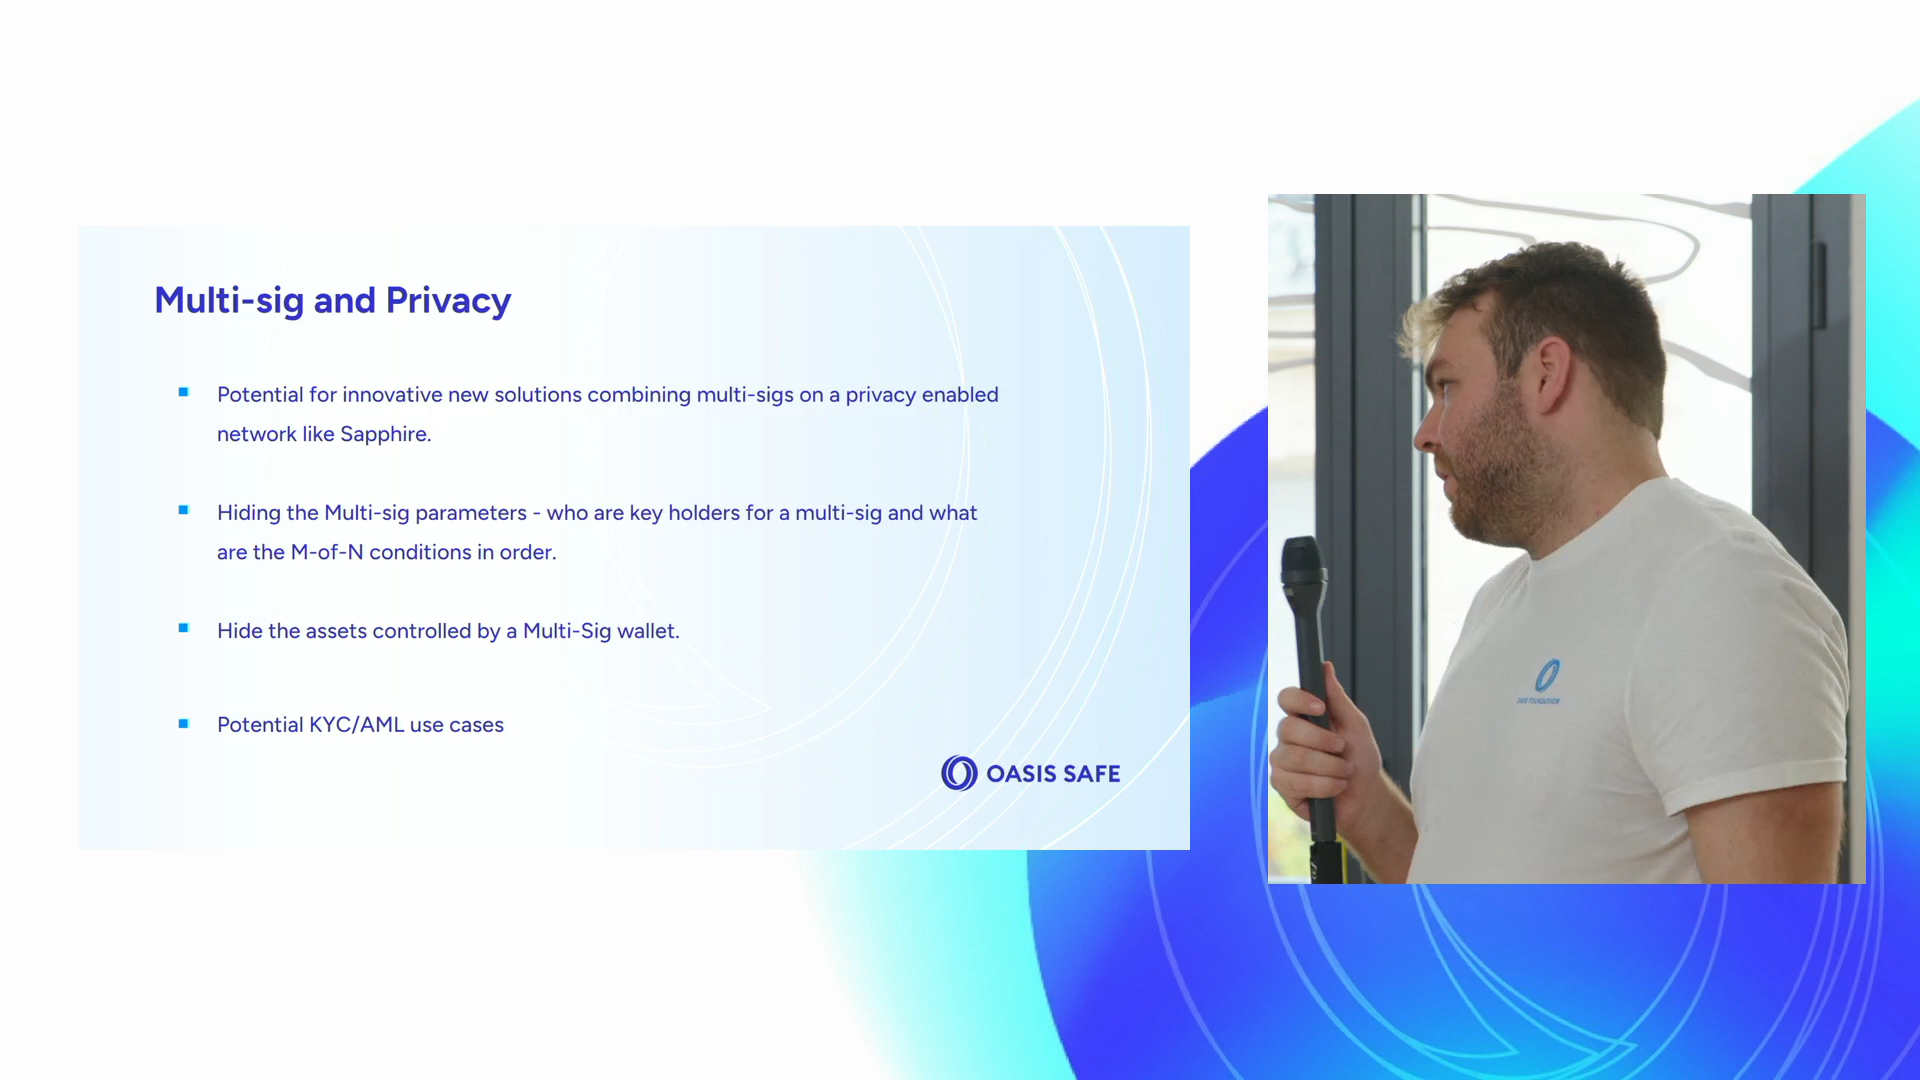 Multi-sig and Privacy
Potential for innovative new solutions combining multi-sigs on a privacy enabled
network like Sapphire.
Hiding the Multi-sig parameters - who are key holders for a multi-sig and what
are the M-of-N conditions in order.
Hide the assets controlled by a Multi-Sig wallet.
Potential KYC/AML use cases
OASIS SAFE